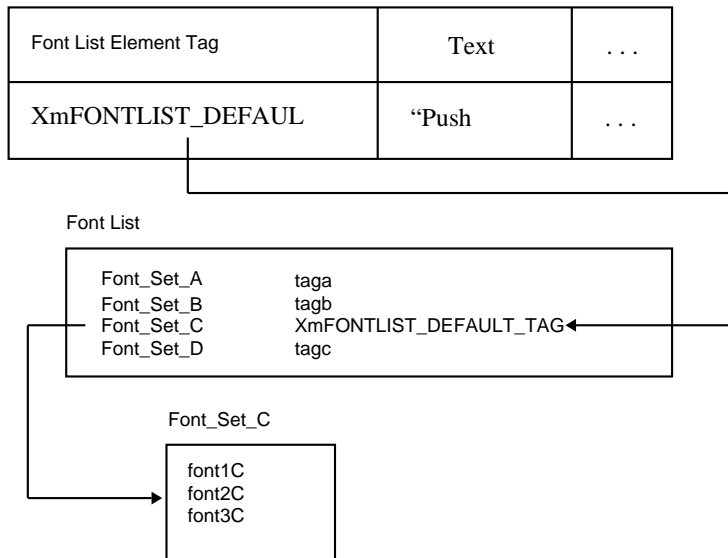 Font List Element Tag Text . . .
XmFONTLIST_DEFAUL “Push . . .
Font List
Font_Set_A taga
Font_Set_B tagb
Font_Set_C XmFONTLIST_DEFAULT_TAG
Font_Set_D tagc
Font_Set_C
font1C
font2C
font3C